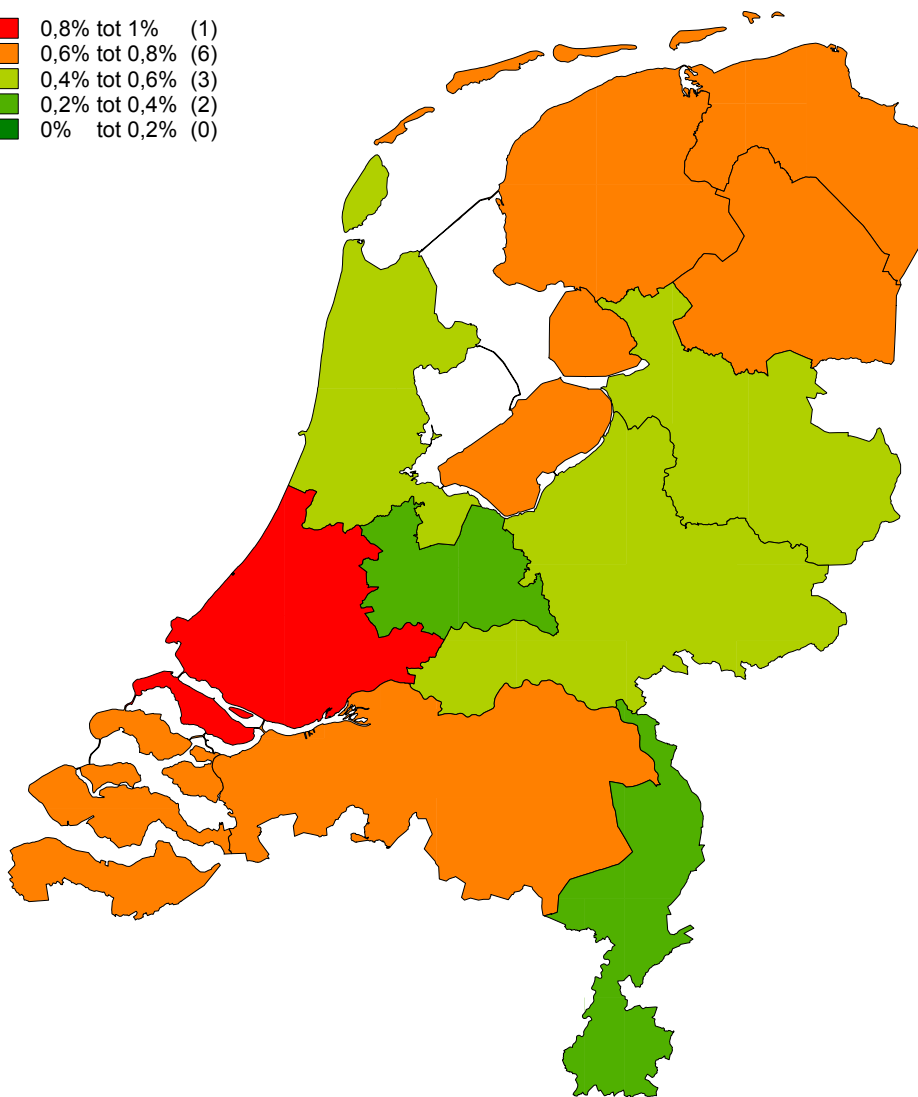 0,8% tot 1% (1)
0,6% tot 0,8% (6)
0,4% tot 0,6% (3)
0,2% tot 0,4% (2)
0% tot 0,2% (0)